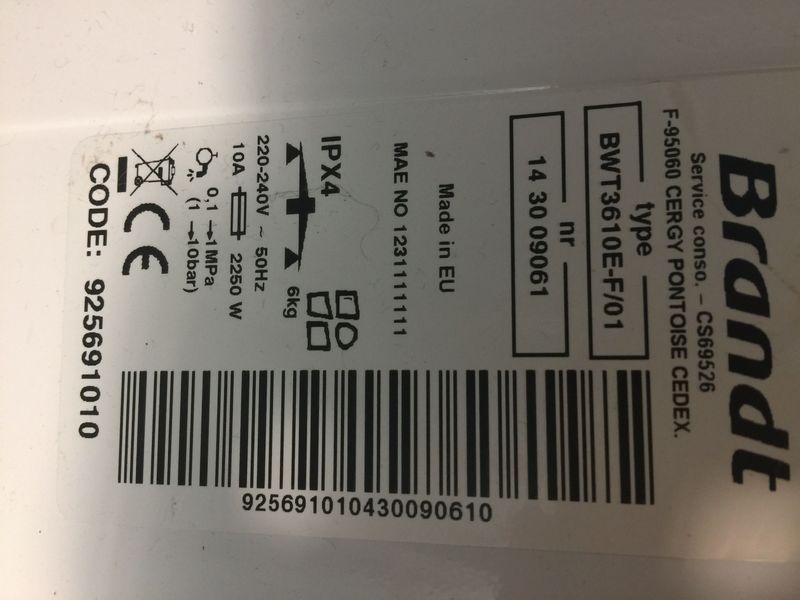 Brandt
Service conso. – CS69526
F-95060 CERGY PONTOISE CEDEX.
type
BWT3610E-F/01
nr
14 30 09061
Made in EU
MAE NO 1231111111
IPX4
6kg
220-240V ~ 50Hz
10A 2250 W
0,1 →1MPa
(1 →10bar)
CE
CODE: 925691010
925691010430090610